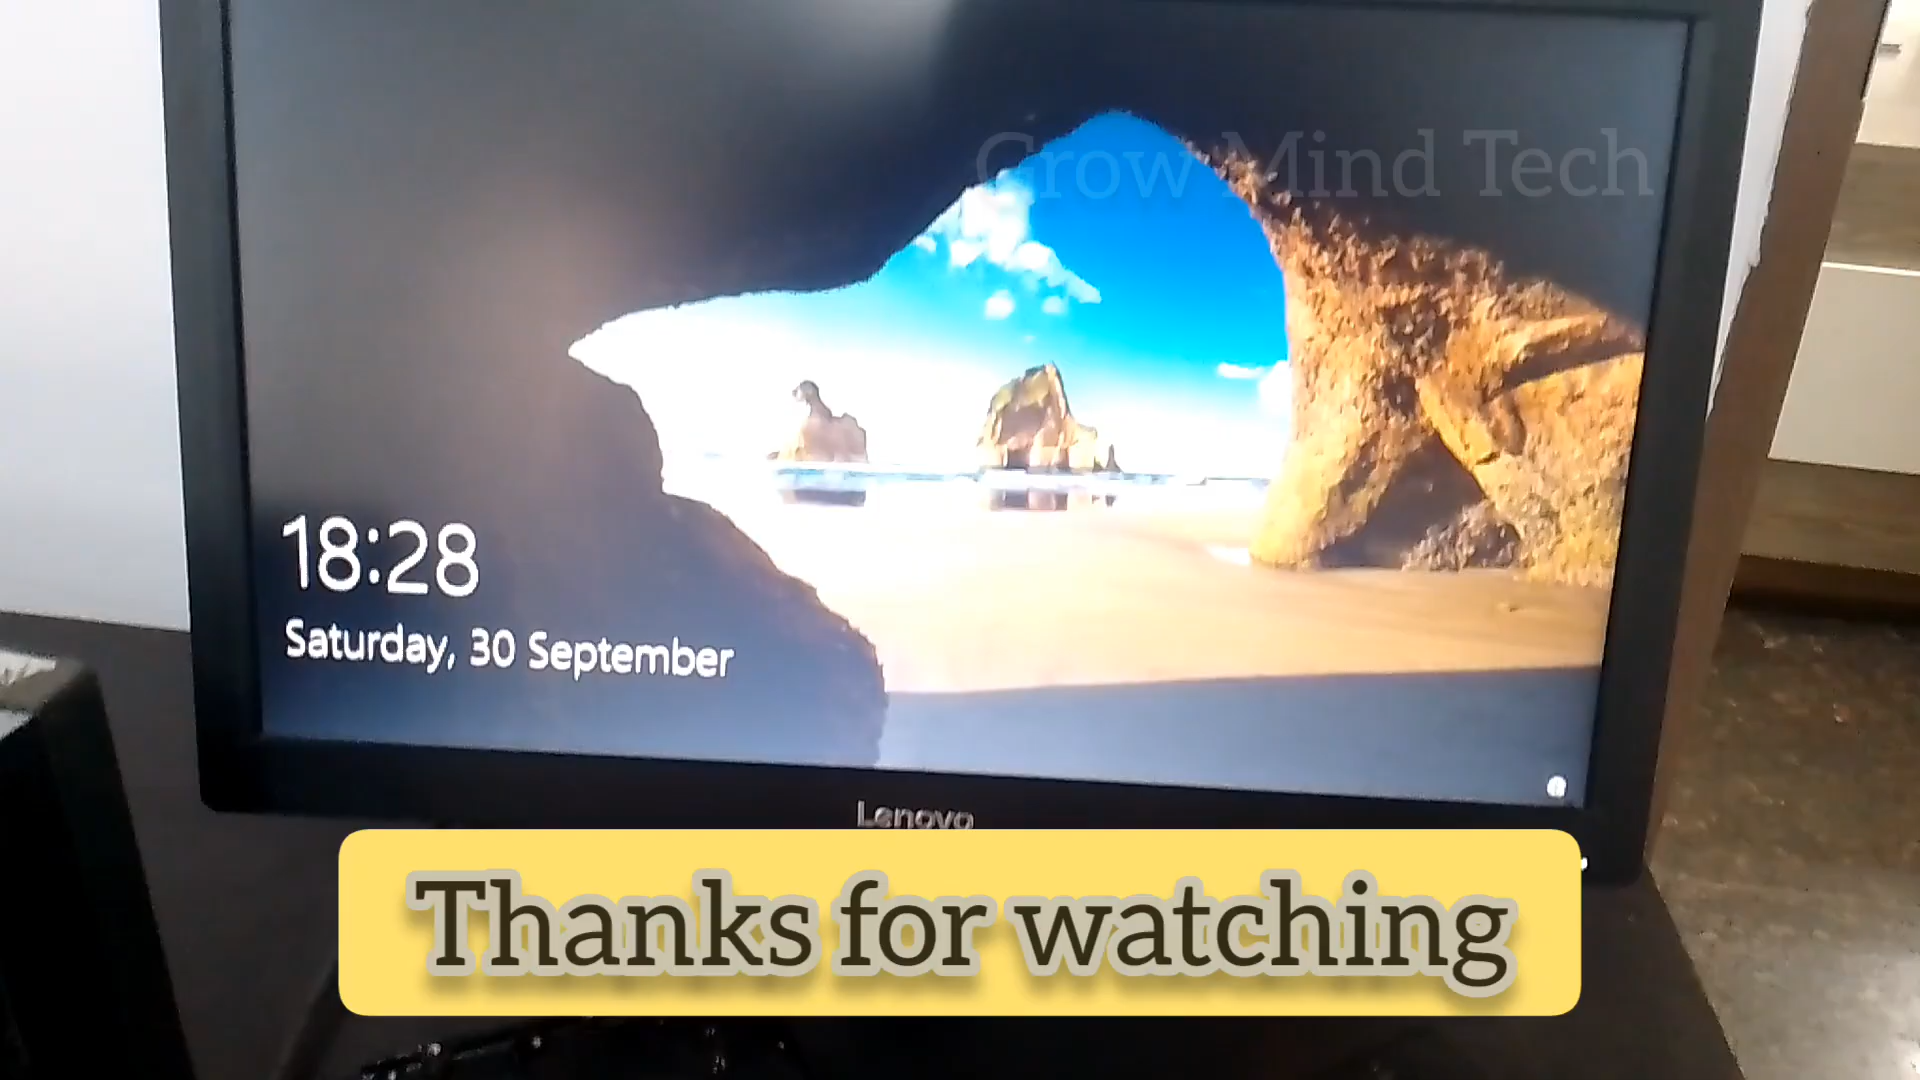 Grow Mind Tech
18:28
Saturday, 30 September
Lenovo
Thanks for watching